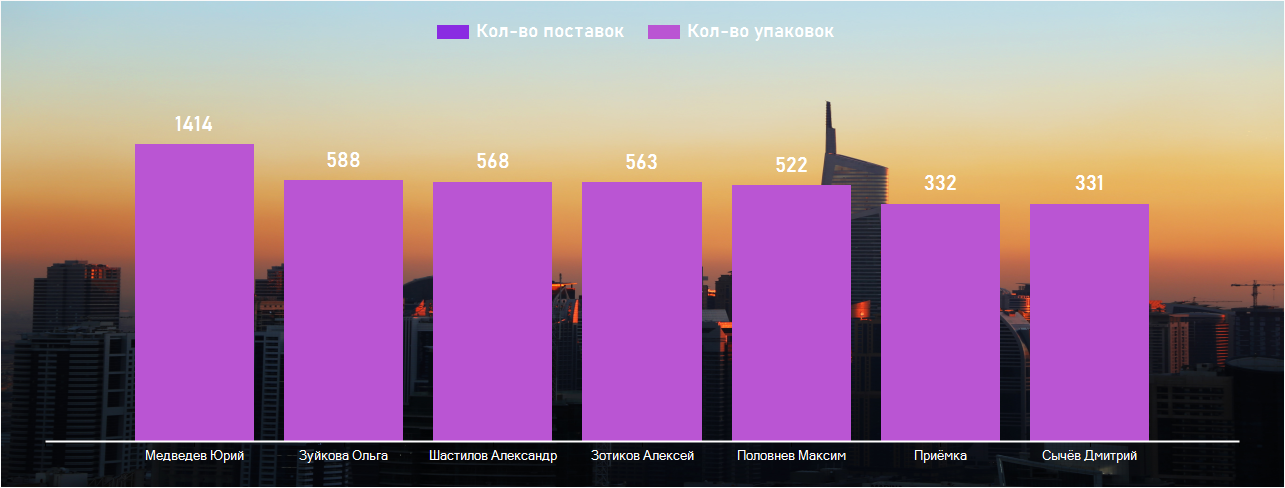 Кол-во поставок Кол-во упаковок
1414 588 568 563 522 332 331
Медведев Юрий Зуйкова Ольга Шастилов Александр Зотиков Алексей Половнев Максим Приёмка Сычёв Дмитрий